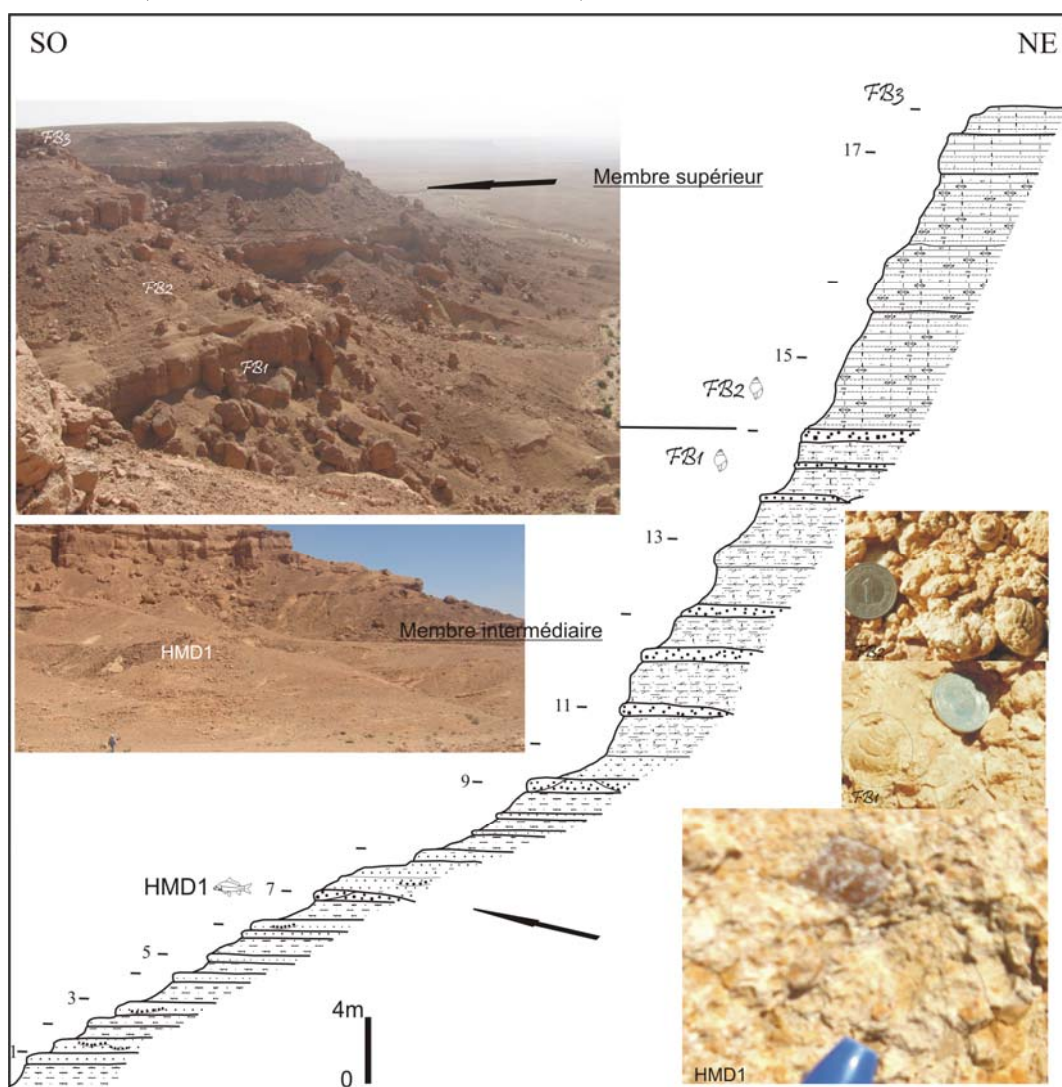 SO
NE
FB3
FB3
17
Membre supérieur
FB2
15
FB2
FB1
FB1
13
Membre intermédiaire
HMD1
FB2
11
9
FB1
HMD1
7
5
3
4m
1
0
HMD1